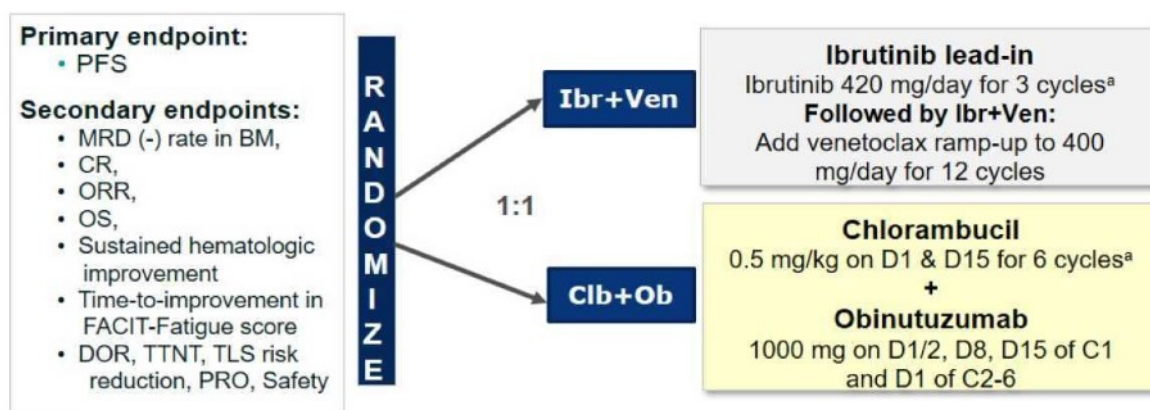 Primary endpoint:
• PFS
Secondary endpoints:
• MRD (-) rate in BM,
• CR,
• ORR,
• OS,
• Sustained hematologic
improvement
• Time-to-improvement in
FACIT-Fatigue score
• DOR, TTNT, TLS risk
reduction, PRO, Safety
RANDOMIZE
1:1
Ibr+Ven
Ibrutinib lead-in
Ibrutinib 420 mg/day for 3 cyclesᵃ
Followed by Ibr+Ven:
Add venetoclax ramp-up to 400
mg/day for 12 cycles
Clb+Ob
Chlorambucil
0.5 mg/kg on D1 & D15 for 6 cyclesᵃ
+
Obinutuzumab
1000 mg on D1/2, D8, D15 of C1
and D1 of C2-6